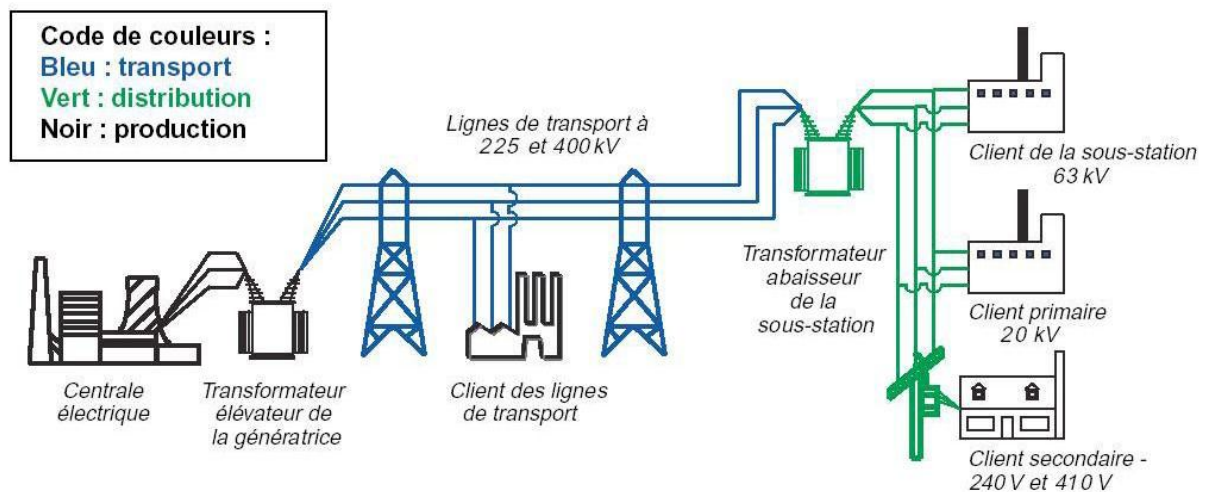 Code de couleurs :
Bleu : transport
Vert : distribution
Noir : production
Lignes de transport à
225 et 400 kV
Client de la sous-station
63 kV
Transformateur
abaisseur
de la
sous-station
Client primaire
20 kV
Centrale
électrique
Transformateur
élévateur de
la génératrice
Client des lignes
de transport
Client secondaire -
240 V et 410 V